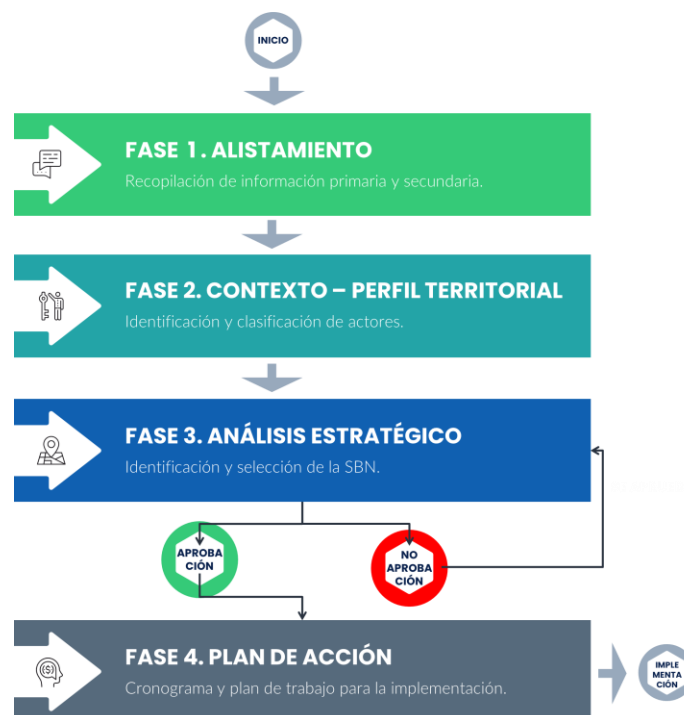 INICIO
FASE 1. ALISTAMIENTO
Recopilación de información primaria y secundaria.
FASE 2. CONTEXTO – PERFIL TERRITORIAL
Identificación y clasificación de actores.
FASE 3. ANÁLISIS ESTRATÉGICO
Identificación y selección de la SBN.
APROBA
CIÓN
NO
APROBA
CIÓN
FASE 4. PLAN DE ACCIÓN
Cronograma y plan de trabajo para la implementación.
IMPLE
MENTA
CIÓN